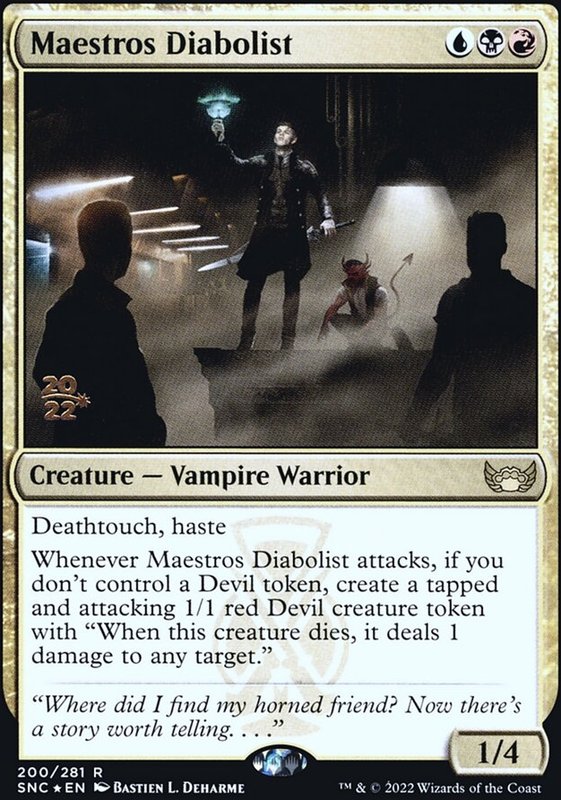 Maestros Diabolist
20
22
Creature — Vampire Warrior
Deathtouch, haste
Whenever Maestros Diabolist attacks, if you
don't control a Devil token, create a tapped
and attacking 1/1 red Devil creature token
with “When this creature dies, it deals 1
damage to any target.”
“Where did I find my horned friend? Now there's
a story worth telling. . . .”
1/4
200/281 R
SNC ★ EN Bastien L. Deharme
™ & © 2022 Wizards of the Coast